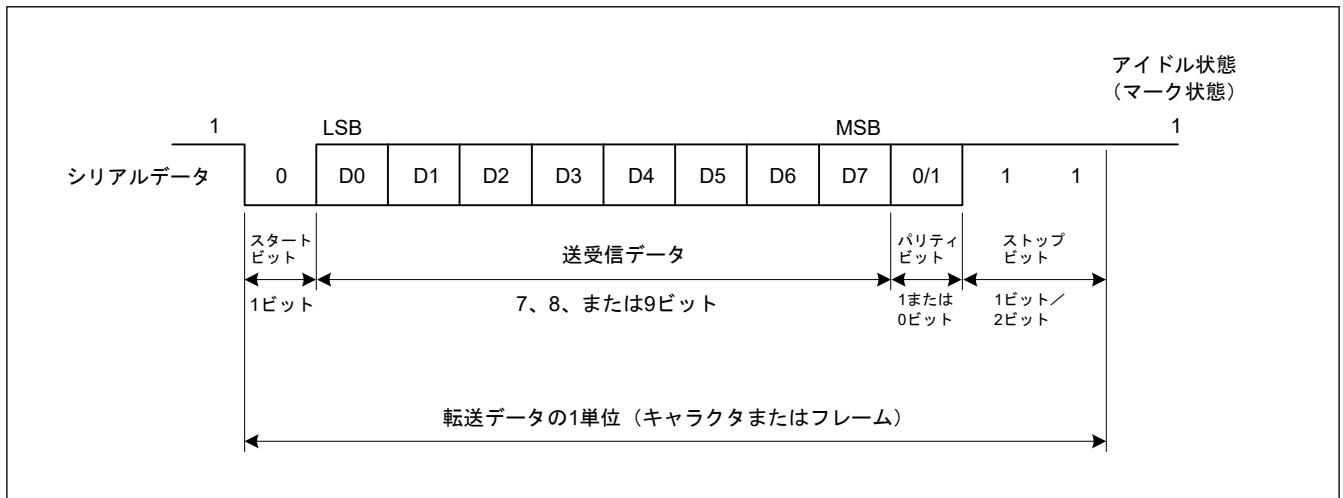 アイドル状態
（マーク状態）
1 LSB MSB 1
シリアルデータ 0 D0 D1 D2 D3 D4 D5 D6 D7 0/1 1 1
スタート
ビット
送受信データ
パリティ
ビット
ストップ
ビット
1ビット
7、8、または9ビット
1または
0ビット
1ビット／
2ビット
転送データの1単位（キャラクタまたはフレーム）